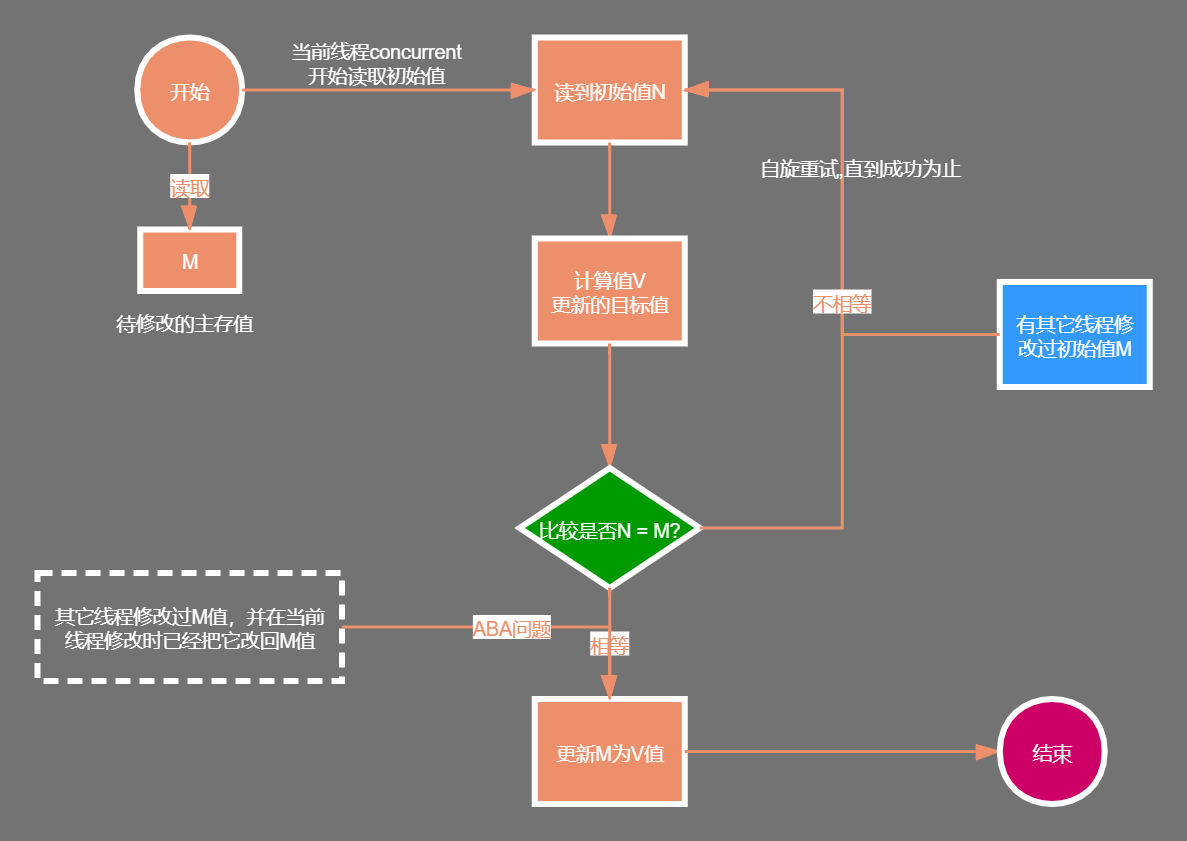 当前线程concurrent
开始读取初始值
开始
读到初始值N
自旋重试,直到成功为止
读取
M
待修改的主存值
计算值V
更新的目标值
不相等
有其它线程修
改过初始值M
比较是否N = M?
其它线程修改过M值，并在当前
线程修改时已经把它改回M值
ABA问题
相等
更新M为V值
结束